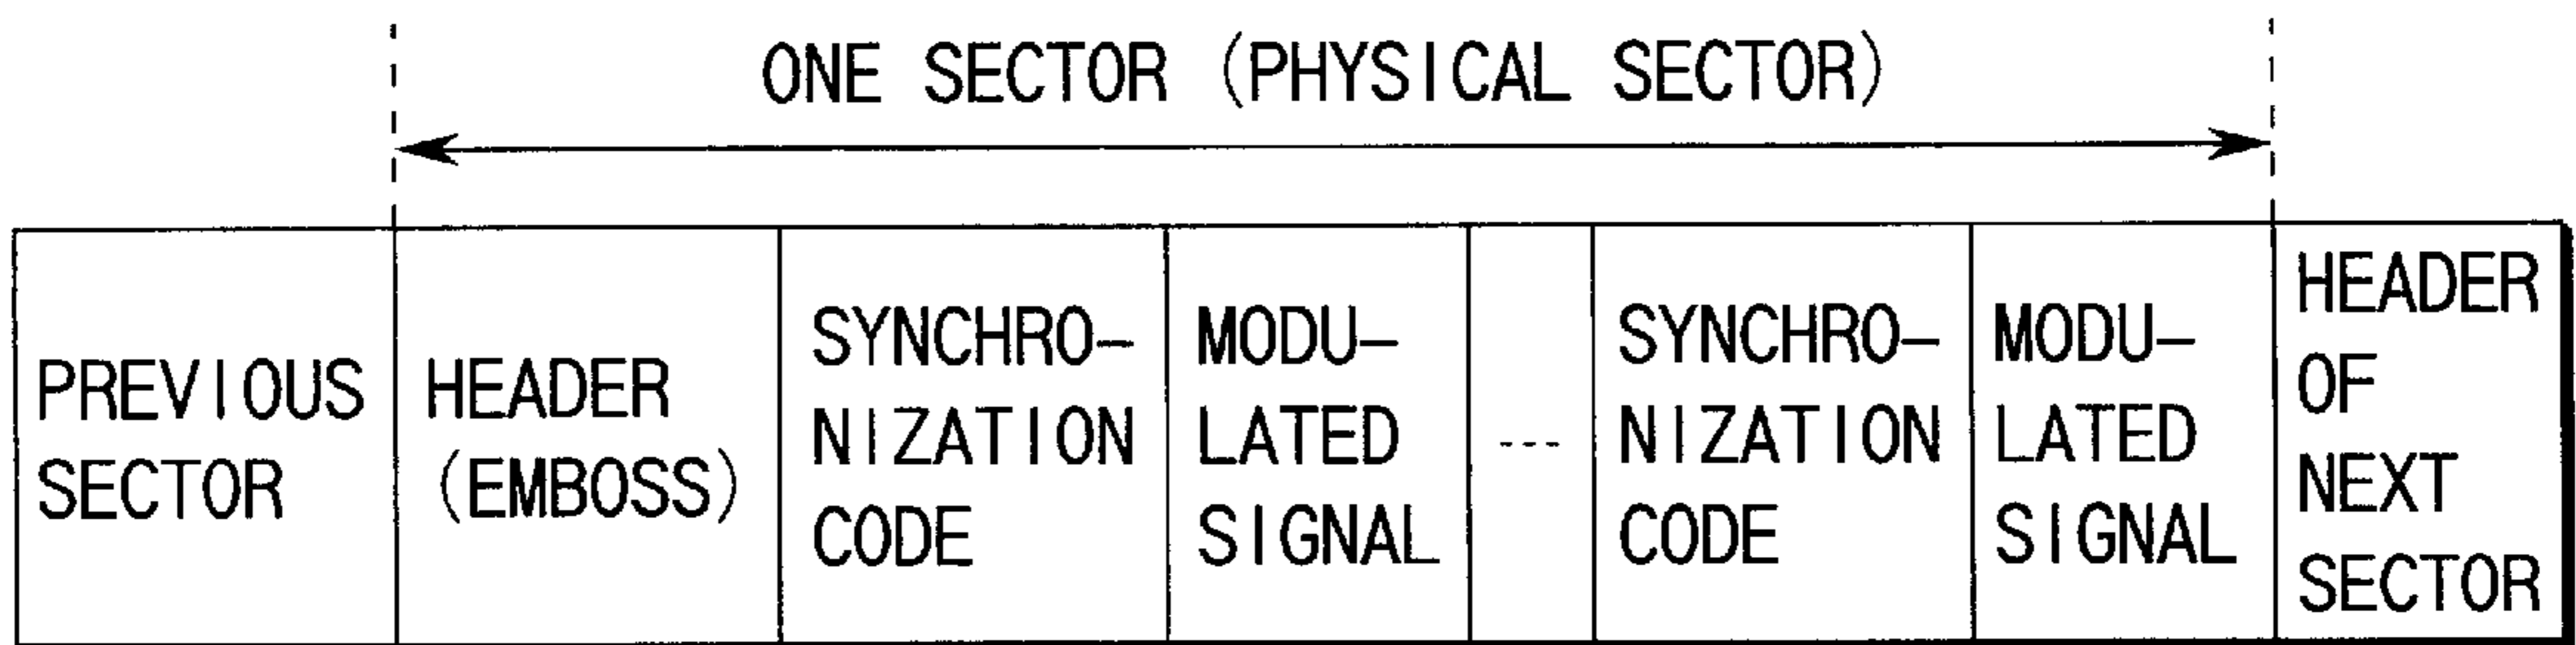 ONE SECTOR (PHYSICAL SECTOR)
PREVIOUS
SECTOR
HEADER
(EMBOSS)
SYNCHRO-
NIZATION
CODE
MODU-
LATED
SIGNAL
---
SYNCHRO-
NIZATION
CODE
MODU-
LATED
SIGNAL
HEADER
OF
NEXT
SECTOR